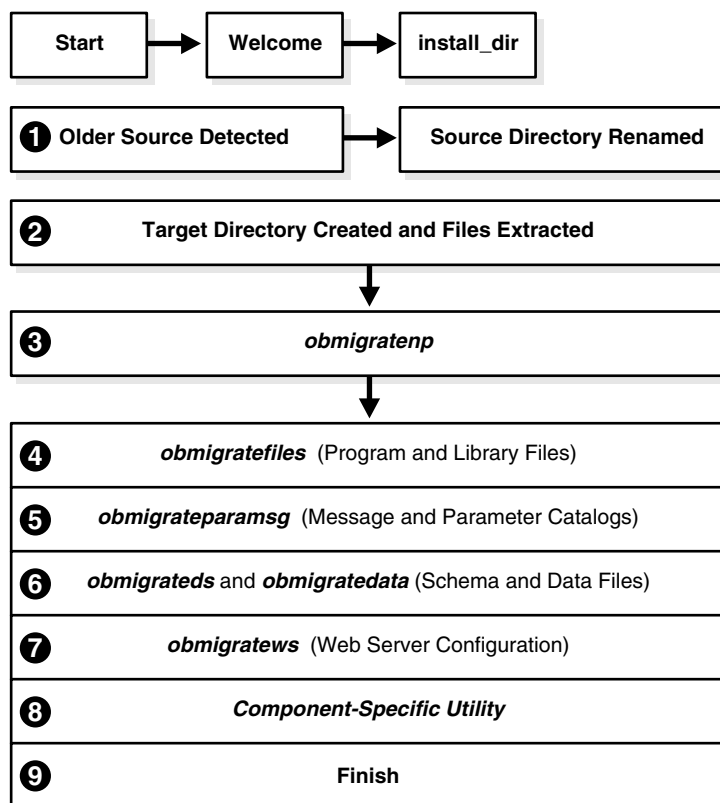 Start Welcome install_dir
1 Older Source Detected Source Directory Renamed
2 Target Directory Created and Files Extracted
3 obmigratenp
4 obmigratefiles (Program and Library Files)
5 obmigrateparamsg (Message and Parameter Catalogs)
6 obmigrateds and obmigratedata (Schema and Data Files)
7 obmigratews (Web Server Configuration)
8 Component-Specific Utility
9 Finish